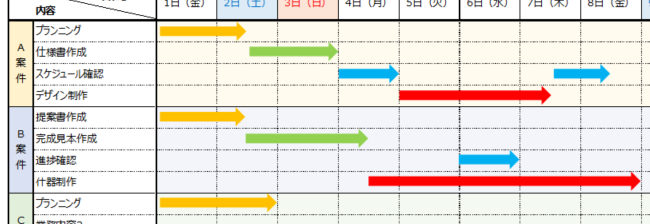 内容 1日(金) 2日(土) 3日(日) 4日(月) 5日(火) 6日(水) 7日(木) 8日(金)
A案件
プランニング
仕様書作成
スケジュール確認
デザイン制作
B案件
提案書作成
完成見本作成
進捗確認
什器制作
C
プランニング